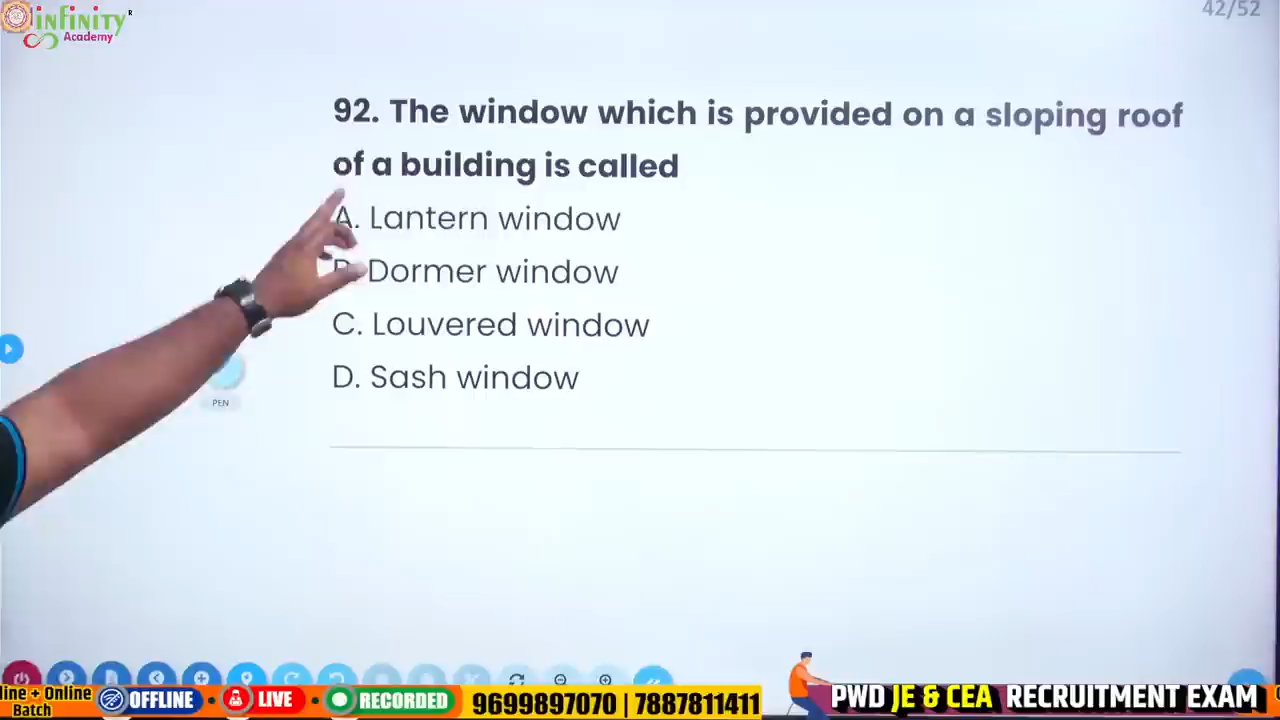 infinity
Academy
42/52
92. The window which is provided on a sloping roof
of a building is called
A. Lantern window
Dormer window
C. Louvered window
D. Sash window
PEN
line + Online
Batch
OFFLINE • LIVE • RECORDED
9699897070 | 7887811411
PWD JE & CEA RECRUITMENT EXAM